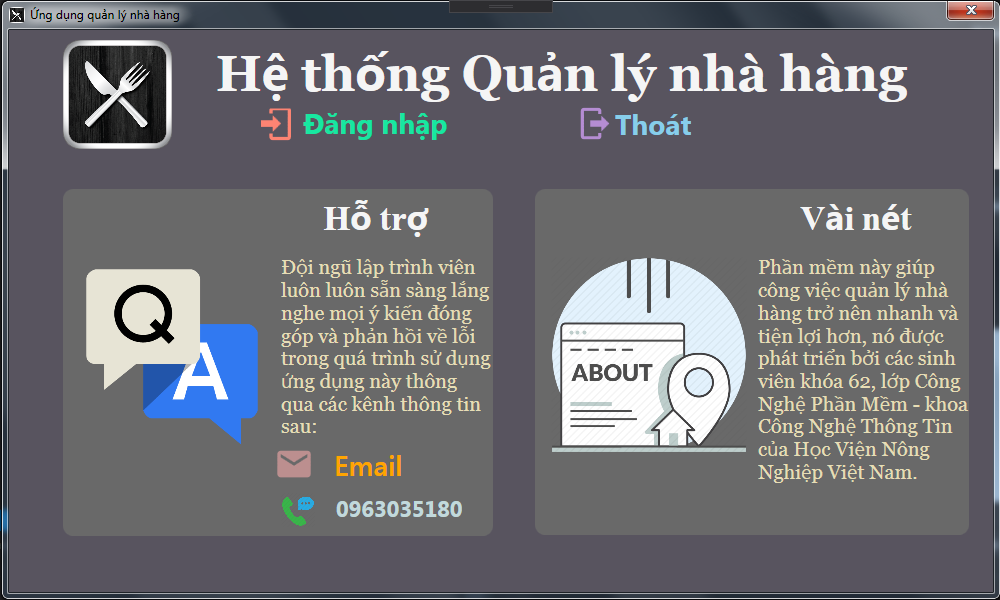 Ứng dụng quản lý nhà hàng
Hệ thống Quản lý nhà hàng
Đăng nhập
Thoát
Hỗ trợ
Q
A
Đội ngũ lập trình viên
luôn luôn sẵn sàng lắng
nghe mọi ý kiến đóng
góp và phản hồi về lỗi
trong quá trình sử dụng
ứng dụng này thông
qua các kênh thông tin
sau:
Email
0963035180
Vài nét
ABOUT
Phần mềm này giúp
công việc quản lý nhà
hàng trở nên nhanh và
tiện lợi hơn, nó được
phát triển bởi các sinh
viên khóa 62, lớp Công
Nghệ Phần Mềm - khoa
Công Nghệ Thông Tin
của Học Viện Nông
Nghiệp Việt Nam.